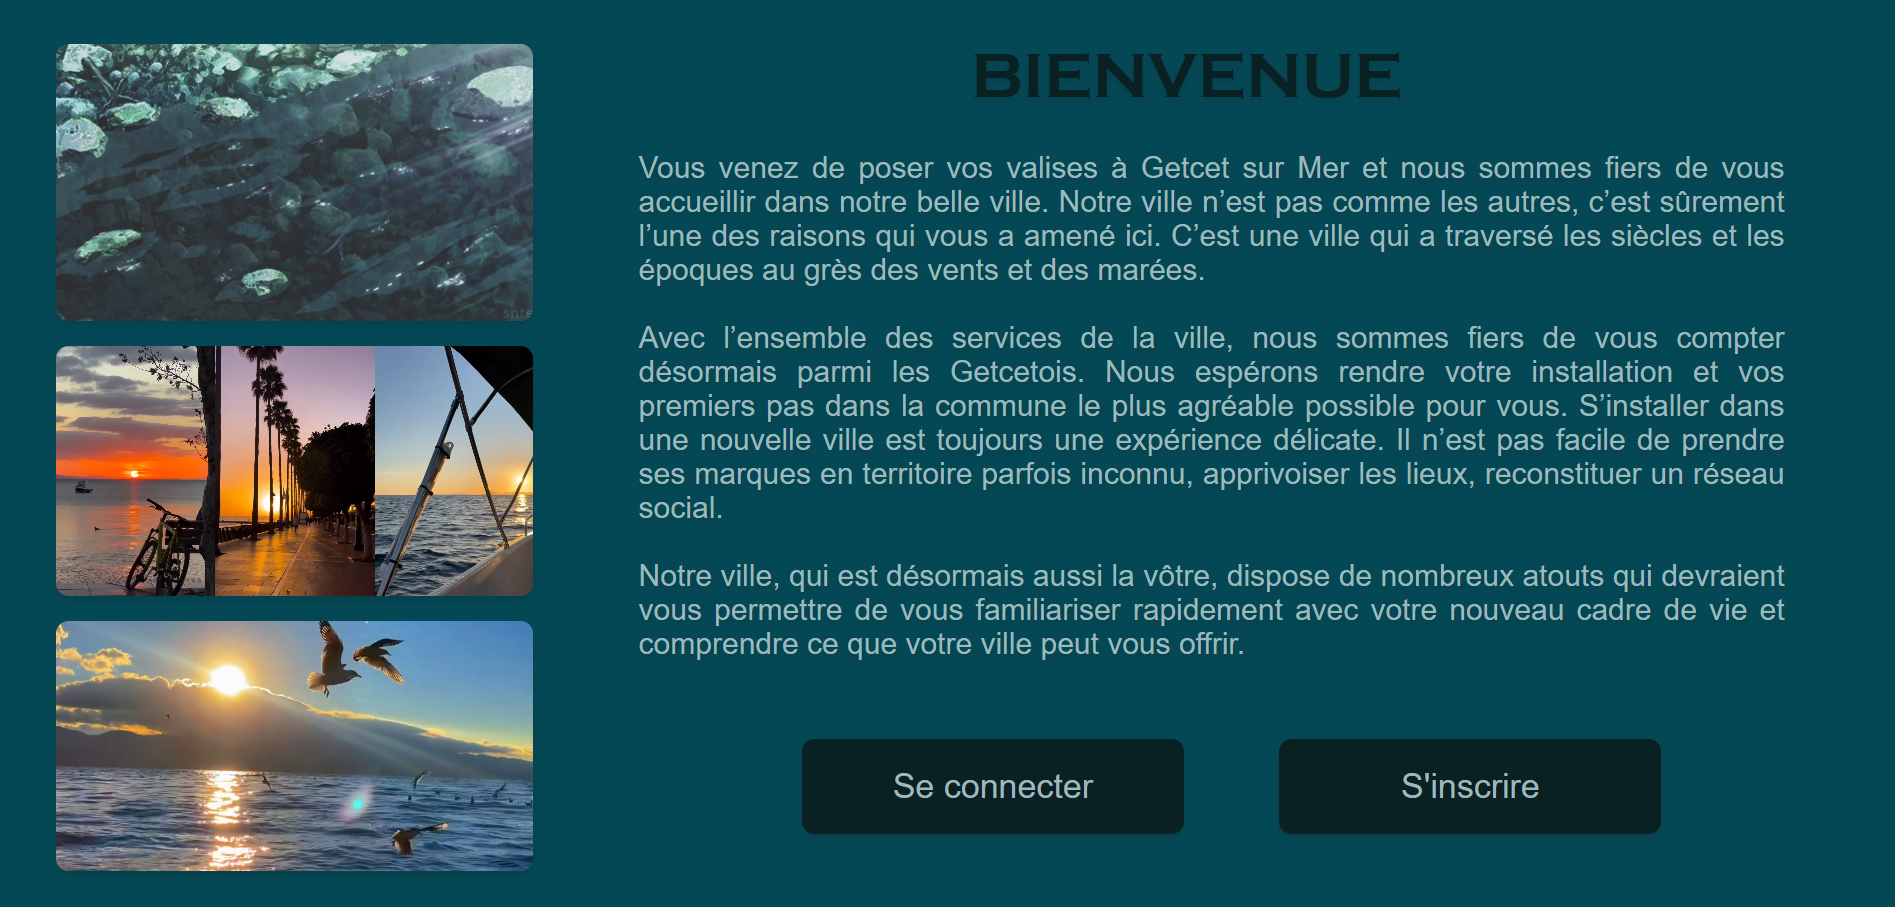 BIENVENUE
Vous venez de poser vos valises à Getcet sur Mer et nous sommes fiers de vous
accueillir dans notre belle ville. Notre ville n’est pas comme les autres, c’est sûrement
l’une des raisons qui vous a amené ici. C’est une ville qui a traversé les siècles et les
époques au grès des vents et des marées.
Avec l’ensemble des services de la ville, nous sommes fiers de vous compter
désormais parmi les Getcetois. Nous espérons rendre votre installation et vos
premiers pas dans la commune le plus agréable possible pour vous. S’installer dans
une nouvelle ville est toujours une expérience délicate. Il n’est pas facile de prendre
ses marques en territoire parfois inconnu, apprivoiser les lieux, reconstituer un réseau
social.
Notre ville, qui est désormais aussi la vôtre, dispose de nombreux atouts qui devraient
vous permettre de vous familiariser rapidement avec votre nouveau cadre de vie et
comprendre ce que votre ville peut vous offrir.
Se connecter
S'inscrire